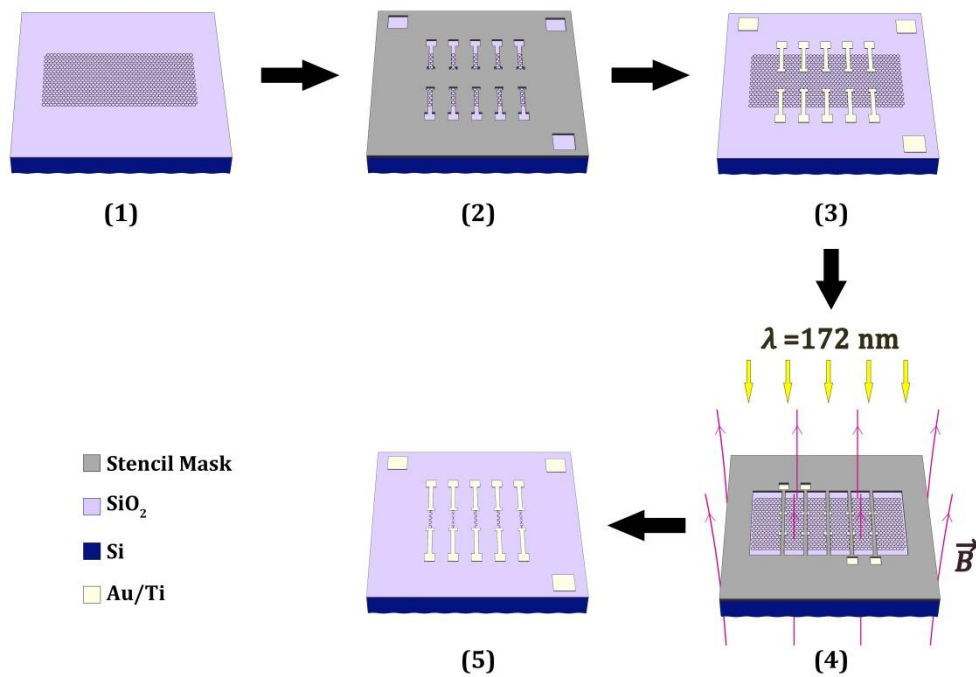 (1)
(2)
(3)
λ =172 nm
Stencil Mask
SiO₂
Si
Au/Ti
B⃗
(5)
(4)